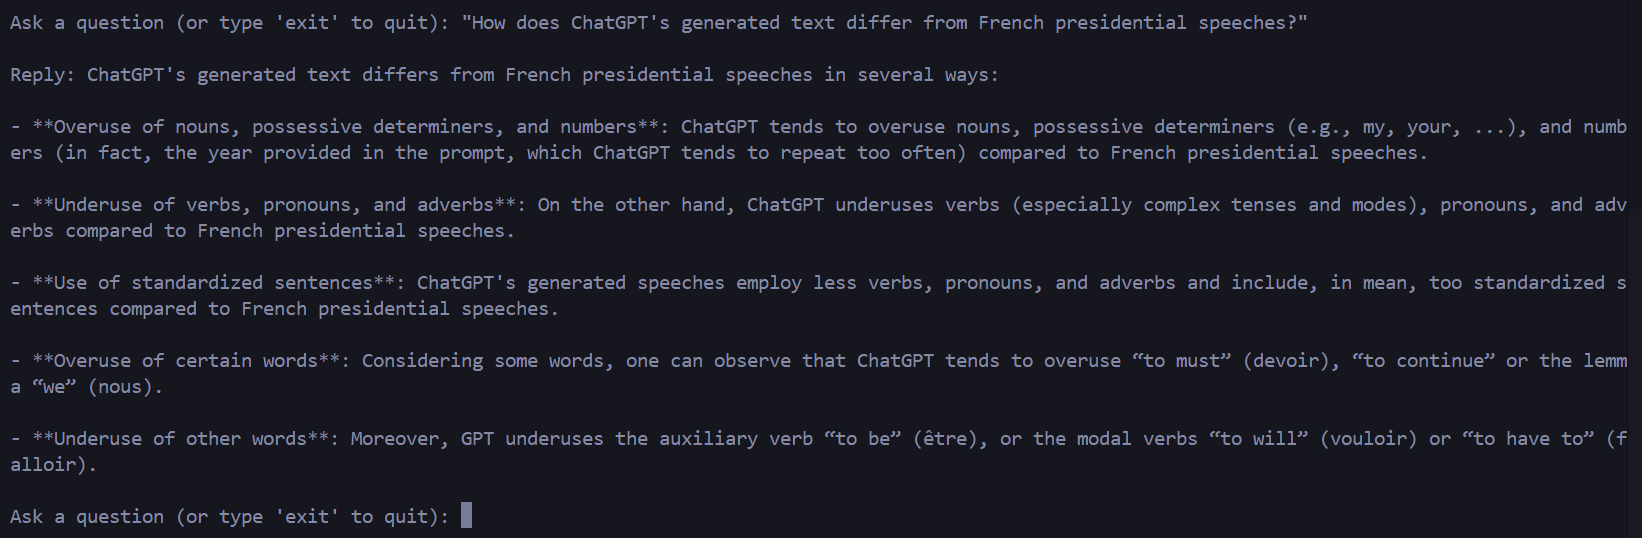 Ask a question (or type 'exit' to quit): "How does ChatGPT's generated text differ from French presidential speeches?"
Reply: ChatGPT's generated text differs from French presidential speeches in several ways:
- **Overuse of nouns, possessive determiners, and numbers**: ChatGPT tends to overuse nouns, possessive determiners (e.g., my, your, ...), and numb
ers (in fact, the year provided in the prompt, which ChatGPT tends to repeat too often) compared to French presidential speeches.
- **Underuse of verbs, pronouns, and adverbs**: On the other hand, ChatGPT underuses verbs (especially complex tenses and modes), pronouns, and adv
erbs compared to French presidential speeches.
- **Use of standardized sentences**: ChatGPT's generated speeches employ less verbs, pronouns, and adverbs and include, in mean, too standardized s
entences compared to French presidential speeches.
- **Overuse of certain words**: Considering some words, one can observe that ChatGPT tends to overuse “to must” (devoir), “to continue” or the lemm
a “we” (nous).
- **Underuse of other words**: Moreover, GPT underuses the auxiliary verb “to be” (être), or the modal verbs “to will” (vouloir) or “to have to” (f
alloir).
Ask a question (or type 'exit' to quit):